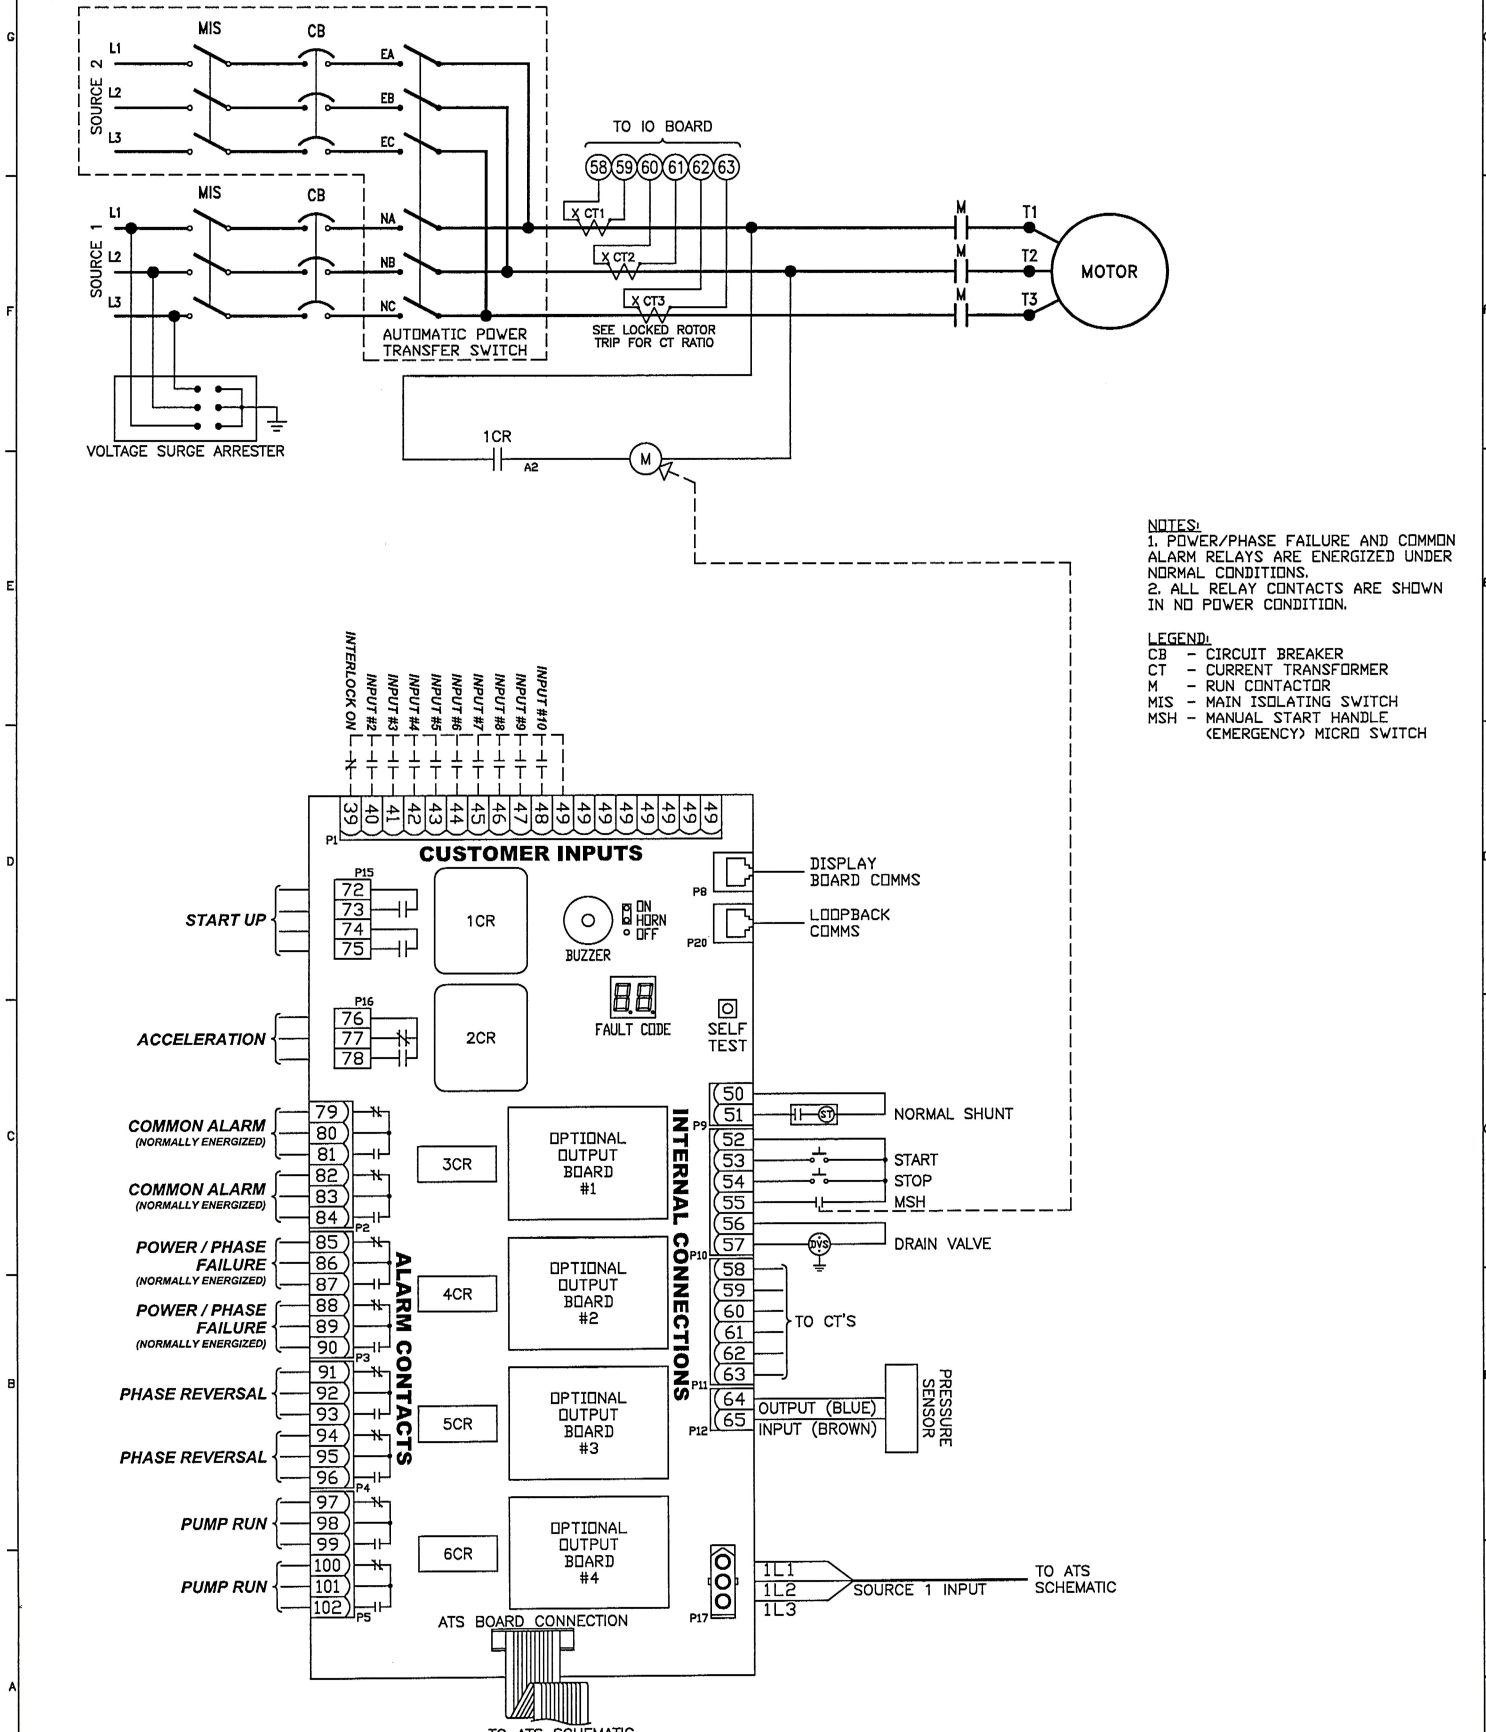 G
MIS
CB
SOURCE 2
L1
L2
L3
EA
EB
EC
TO IO BOARD
58 59 60 61 62 63
MIS
CB
SOURCE 1
L1
L2
L3
NA
NB
NC
X CT1
X CT2
X CT3
M
M
M
T1
T2
T3
MOTOR
F
AUTOMATIC POWER
TRANSFER SWITCH
SEE LOCKED ROTOR
TRIP FOR CT RATIO
VOLTAGE SURGE ARRESTER
1CR
A2
M
NOTES:
1. POWER/PHASE FAILURE AND COMMON
ALARM RELAYS ARE ENERGIZED UNDER
NORMAL CONDITIONS.
2. ALL RELAY CONTACTS ARE SHOWN
IN NO POWER CONDITION.
LEGEND:
CB - CIRCUIT BREAKER
CT - CURRENT TRANSFORMER
M - RUN CONTACTOR
MIS - MAIN ISOLATING SWITCH
MSH - MANUAL START HANDLE
(EMERGENCY) MICRO SWITCH
E
INTERLOCK ON
INPUT #2
INPUT #3
INPUT #4
INPUT #5
INPUT #6
INPUT #7
INPUT #8
INPUT #9
INPUT #10
39 40 41 42 43 44 45 46 47 48 49 49 49 49 49 49 49 49
P1
CUSTOMER INPUTS
D
P15
72
73
74
75
START UP
1CR
BUZZER
ON
HORN
OFF
P8
DISPLAY
BOARD COMMS
P20
LOOPBACK
COMMS
P16
76
77
78
ACCELERATION
2CR
FAULT CODE
SELF
TEST
C
COMMON ALARM
(NORMALLY ENERGIZED)
79
80
81
COMMON ALARM
(NORMALLY ENERGIZED)
82
83
84
P2
POWER / PHASE
FAILURE
(NORMALLY ENERGIZED)
85
86
87
POWER / PHASE
FAILURE
(NORMALLY ENERGIZED)
88
89
90
P3
B
PHASE REVERSAL
91
92
93
PHASE REVERSAL
94
95
96
P4
PUMP RUN
97
98
99
PUMP RUN
100
101
102
P5
ALARM CONTACTS
3CR
4CR
5CR
6CR
OPTIONAL
OUTPUT
BOARD
#1
OPTIONAL
OUTPUT
BOARD
#2
OPTIONAL
OUTPUT
BOARD
#3
OPTIONAL
OUTPUT
BOARD
#4
INTERNAL CONNECTIONS
50
51
P9
ST
NORMAL SHUNT
52
53
54
55
56
57
P10
START
STOP
MSH
DVS
DRAIN VALVE
58
59
60
61
62
63
P11
TO CT'S
64
65
P12
OUTPUT (BLUE)
INPUT (BROWN)
PRESSURE
SENSOR
P17
1L1
1L2
1L3
SOURCE 1 INPUT
TO ATS
SCHEMATIC
ATS BOARD CONNECTION
A
TO ATS SCHEMATIC